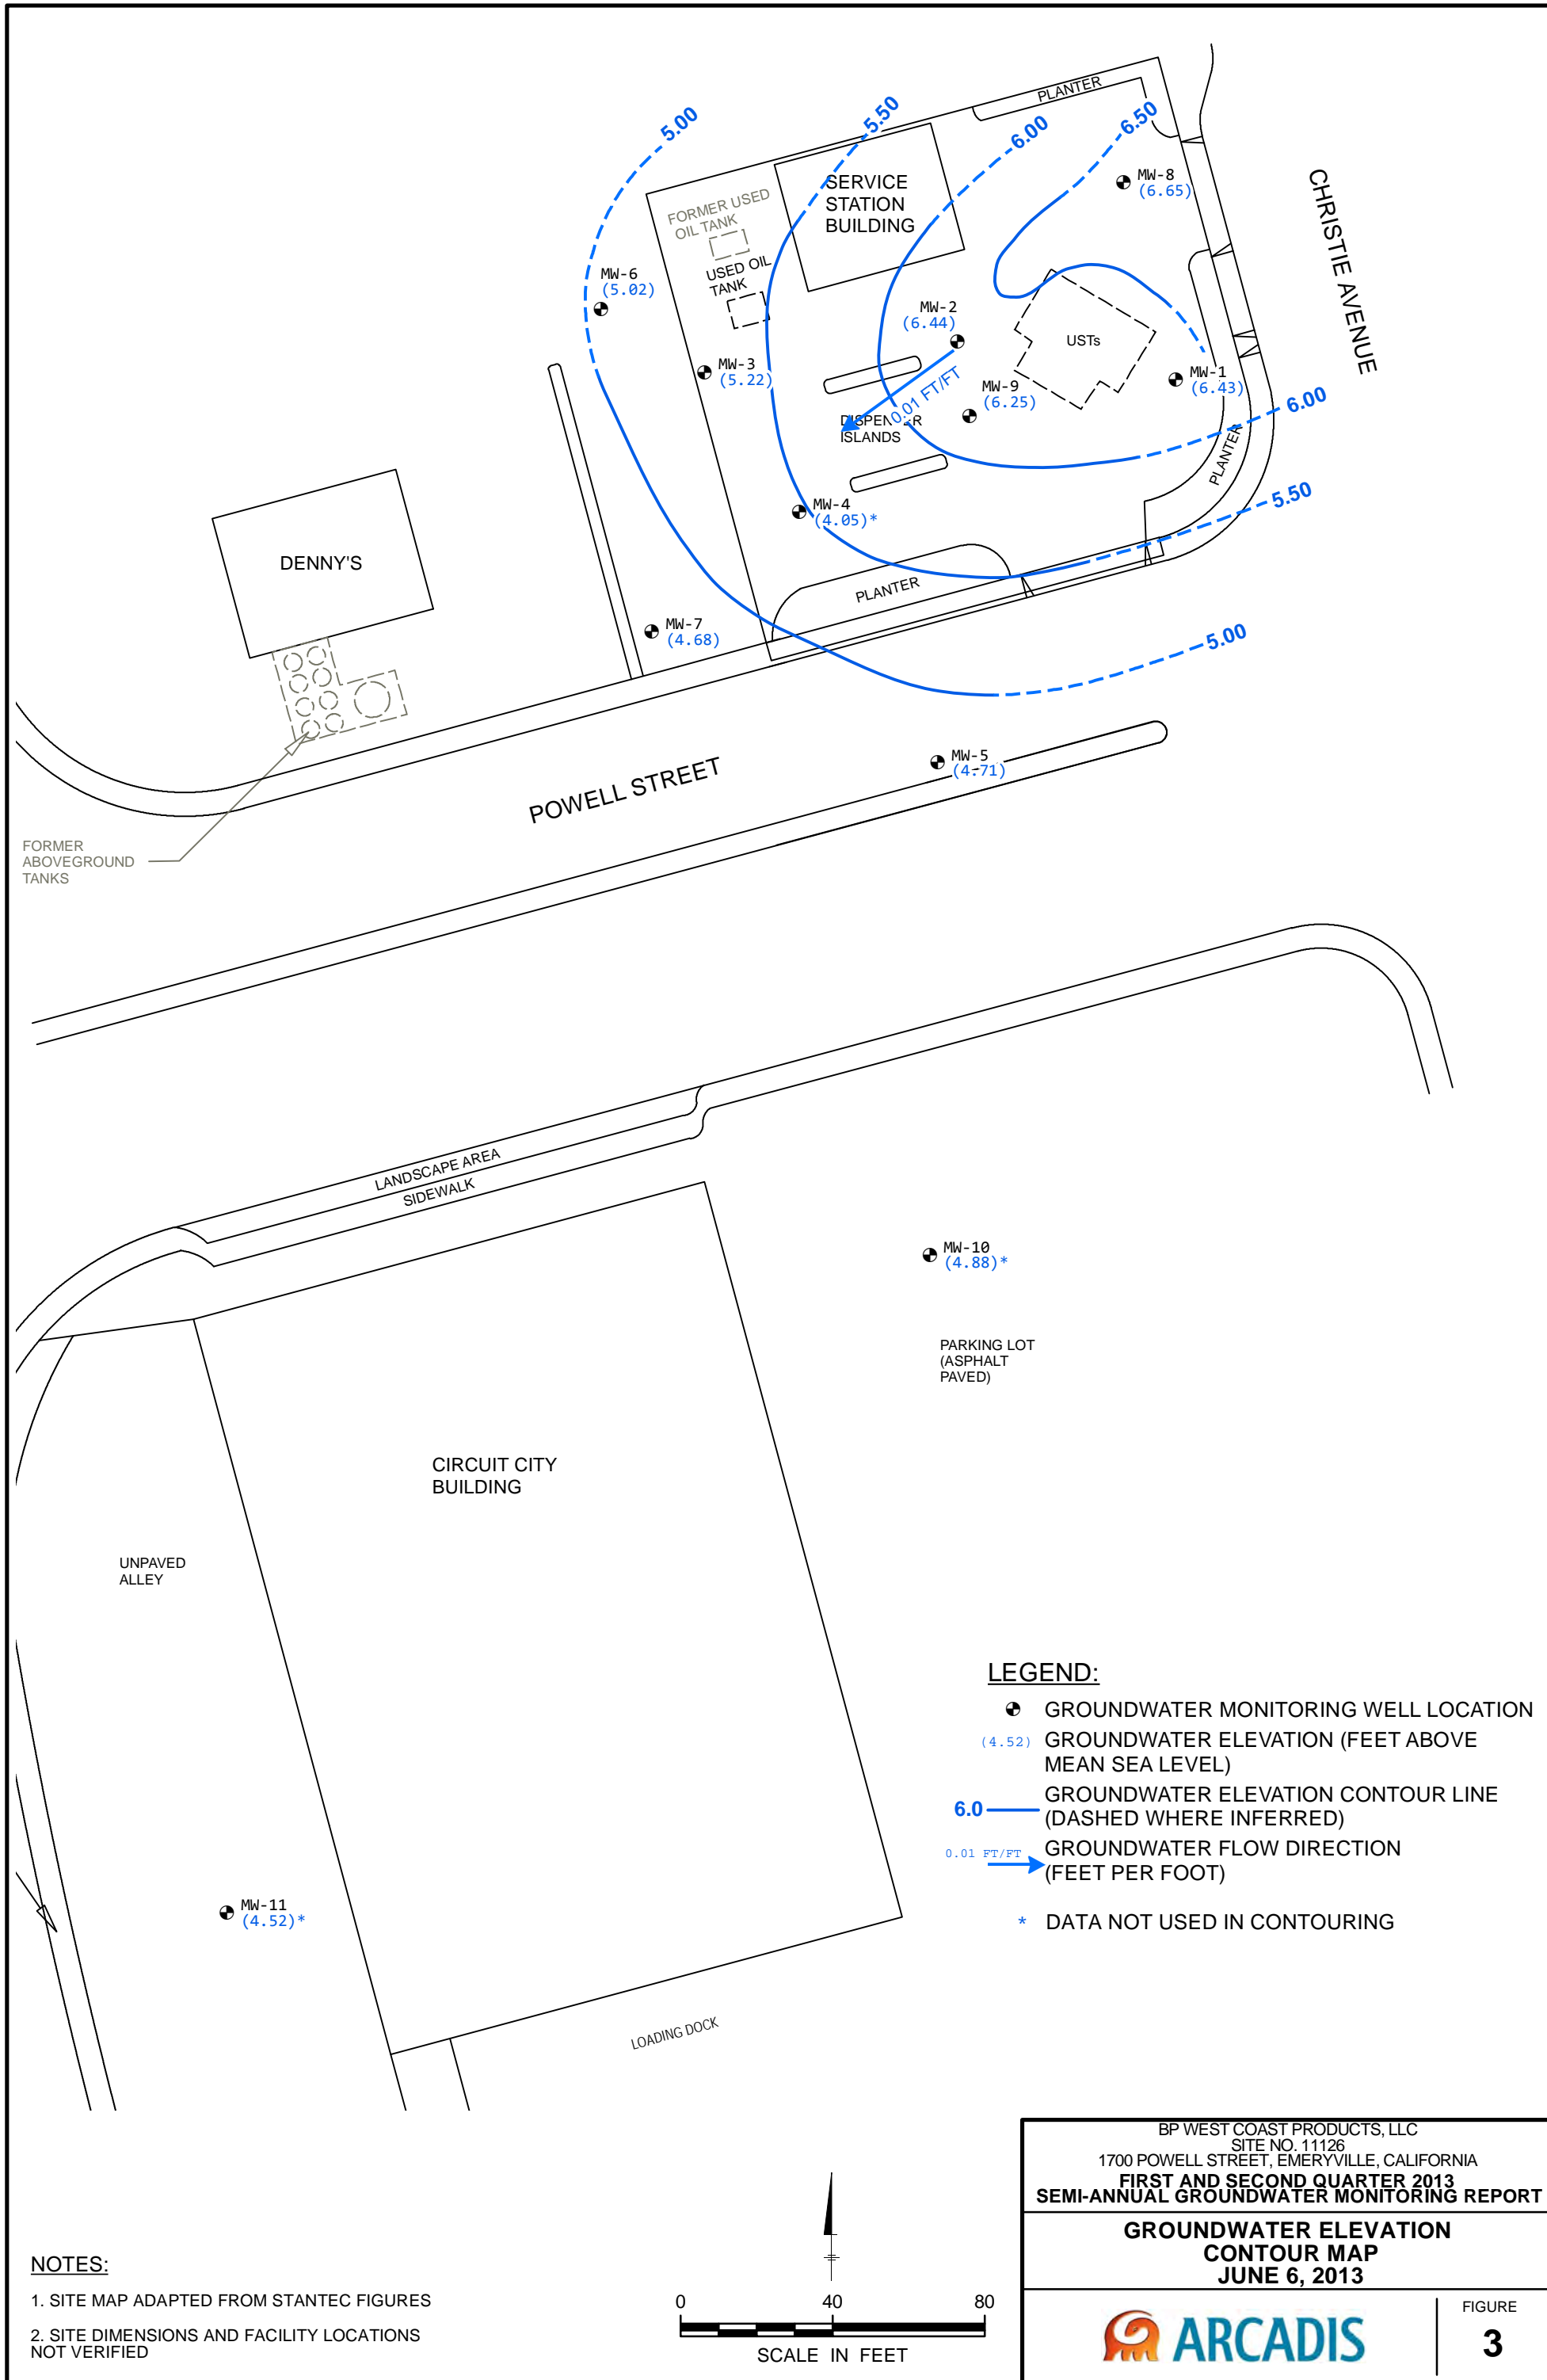 5.00
5.50
6.00
6.50
PLANTER
MW-8
(6.65)
CHRISTIE AVENUE
SERVICE
STATION
BUILDING
FORMER USED
OIL TANK
USED OIL
TANK
MW-6
(5.02)
MW-2
(6.44)
USTs
MW-3
(5.22)
MW-1
(6.43)
MW-9
(6.25)
0.01 FT/FT
DISPENSER
ISLANDS
6.00
PLANTER
5.50
MW-4
(4.05)*
DENNY'S
PLANTER
MW-7
(4.68)
5.00
MW-5
(4.71)
POWELL STREET
FORMER
ABOVEGROUND
TANKS
LANDSCAPE AREA
SIDEWALK
MW-10
(4.88)*
PARKING LOT
(ASPHALT
PAVED)
CIRCUIT CITY
BUILDING
UNPAVED
ALLEY
MW-11
(4.52)*
LOADING DOCK
LEGEND:
GROUNDWATER MONITORING WELL LOCATION
(4.52) GROUNDWATER ELEVATION (FEET ABOVE
MEAN SEA LEVEL)
6.0 GROUNDWATER ELEVATION CONTOUR LINE
(DASHED WHERE INFERRED)
0.01 FT/FT GROUNDWATER FLOW DIRECTION
(FEET PER FOOT)
* DATA NOT USED IN CONTOURING
NOTES:
1. SITE MAP ADAPTED FROM STANTEC FIGURES
2. SITE DIMENSIONS AND FACILITY LOCATIONS
NOT VERIFIED
0 40 80
SCALE IN FEET
BP WEST COAST PRODUCTS, LLC
SITE NO. 11126
1700 POWELL STREET, EMERYVILLE, CALIFORNIA
FIRST AND SECOND QUARTER 2013
SEMI-ANNUAL GROUNDWATER MONITORING REPORT
GROUNDWATER ELEVATION
CONTOUR MAP
JUNE 6, 2013
ARCADIS
FIGURE
3